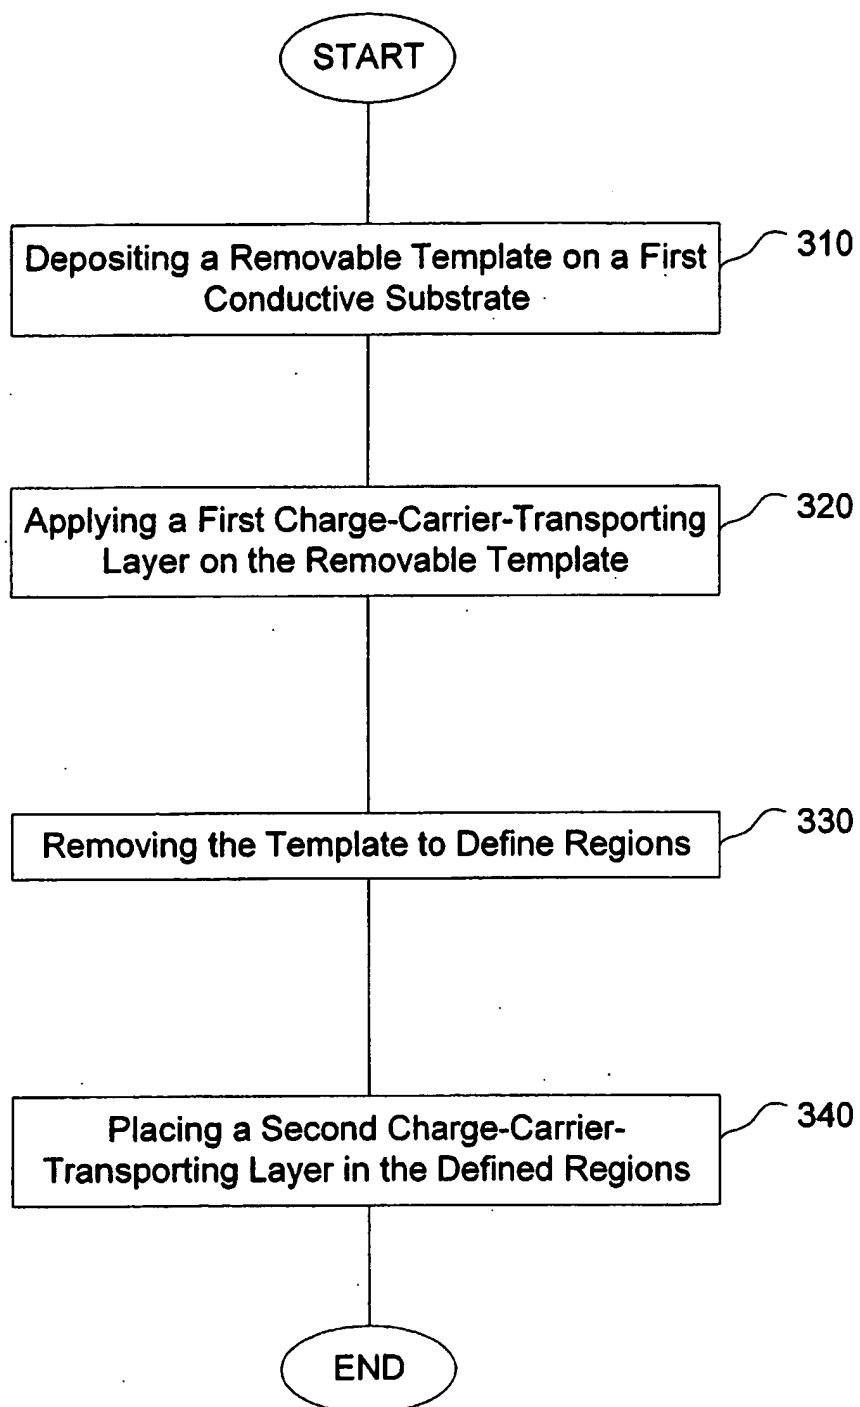 START
Depositing a Removable Template on a First
Conductive Substrate
310
Applying a First Charge-Carrier-Transporting
Layer on the Removable Template
320
Removing the Template to Define Regions
330
Placing a Second Charge-Carrier-
Transporting Layer in the Defined Regions
340
END